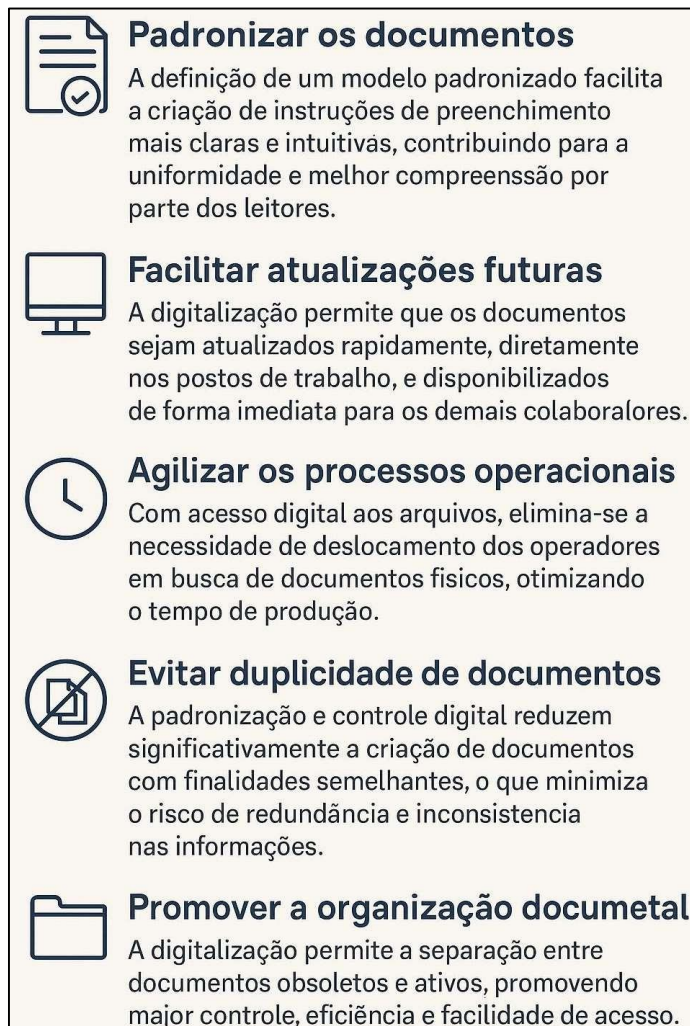 Padronizar os documentos
A definição de um modelo padronizado facilita
a criação de instruções de preenchimento
mais claras e intuitivas, contribuindo para a
uniformidade e melhor compreenssão por
parte dos leitores.
Facilitar atualizações futuras
A digitalização permite que os documentos
sejam atualizados rapidamente, diretamente
nos postos de trabalho, e disponibilizados
de forma imediata para os demais colaboralores.
Agilizar os processos operacionais
Com acesso digital aos arquivos, elimina-se a
necessidade de deslocamento dos operadores
em busca de documentos fisicos, otimizando
o tempo de produção.
Evitar duplicidade de documentos
A padronização e controle digital reduzem
significativamente a criação de documentos
com finalidades semelhantes, o que minimiza
o risco de redundância e inconsistencia
nas informações.
Promover a organização documetal
A digitalização permite a separação entre
documentos obsoletos e ativos, promovendo
major controle, eficiẽncia e facilidade de acesso.